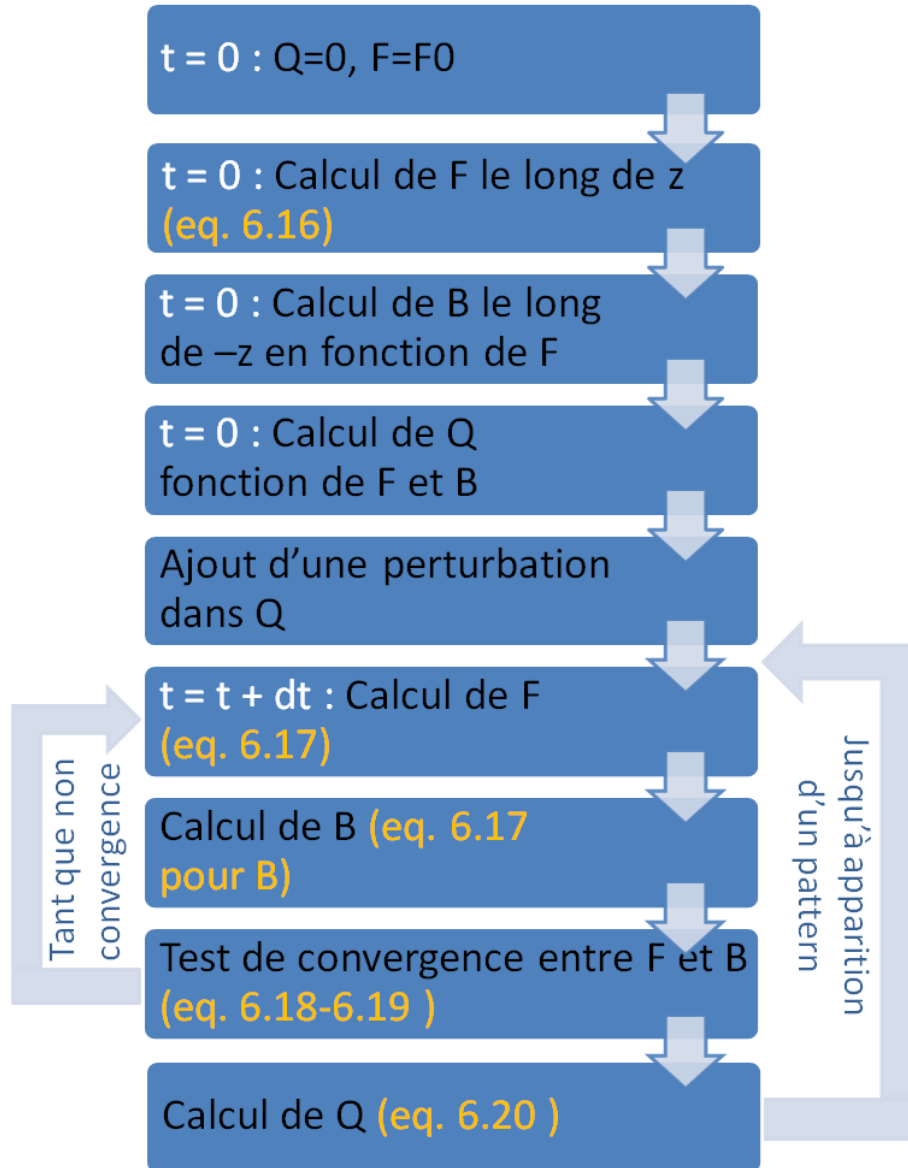 t = 0 : Q=0, F=F0
t = 0 : Calcul de F le long de z
(eq. 6.16)
t = 0 : Calcul de B le long
de –z en fonction de F
t = 0 : Calcul de Q
fonction de F et B
Ajout d’une perturbation
dans Q
t = t + dt : Calcul de F
(eq. 6.17)
Calcul de B (eq. 6.17
pour B)
Test de convergence entre F et B
(eq. 6.18-6.19 )
Calcul de Q (eq. 6.20 )
Tant que non
convergence
Jusqu’à apparition
d’un pattern